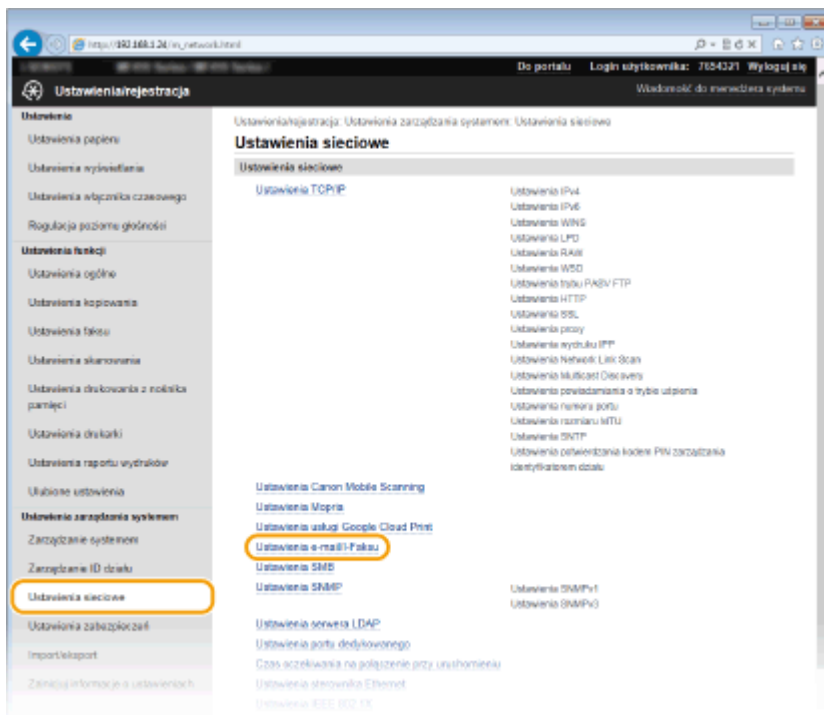 http://192.168.1.24/m_network.html
Do portalu Login użytkownika: 7654321 Wyloguj się
Ustawienia/rejestracja
Wiadomość do menedżera systemu
Ustawienia
Ustawienia papieru
Ustawienia wyświetlania
Ustawienia włącznika czasowego
Regulacja poziomu głośności
Ustawienia funkcji
Ustawienia ogólne
Ustawienia kopiowania
Ustawienia faksu
Ustawienia skanowania
Ustawienia drukowania z nośnika
pamięci
Ustawienia drukarki
Ustawienia raportu wydruków
Ulubione ustawienia
Ustawienia zarządzania systemem
Zarządzanie systemem
Zarządzanie ID działu
Ustawienia sieciowe
Ustawienia zabezpieczeń
Import/eksport
Zainicjuj informacje o ustawieniach
Ustawienia/rejestracja: Ustawienia zarządzania systemem: Ustawienia sieciowe
Ustawienia sieciowe
Ustawienia sieciowe
Ustawienia TCP/IP
Ustawienia IPv4
Ustawienia IPv6
Ustawienia WINS
Ustawienia LPD
Ustawienia RAW
Ustawienia WSD
Ustawienia trybu PASV FTP
Ustawienia HTTP
Ustawienia SSL
Ustawienia proxy
Ustawienia wydruku IPP
Ustawienia Network Link Scan
Ustawienia Multicast Discovery
Ustawienia powiadamiania o trybie uśpienia
Ustawienia numeru portu
Ustawienia rozmiaru MTU
Ustawienia SNTP
Ustawienia potwierdzania kodem PIN zarządzania
identyfikatorem działu
Ustawienia Canon Mobile Scanning
Ustawienia Mopria
Ustawienia usługi Google Cloud Print
Ustawienia e-mail/I-Faksu
Ustawienia SMB
Ustawienia SNMP
Ustawienia SNMPv1
Ustawienia SNMPv3
Ustawienia serwera LDAP
Ustawienia portu dedykowanego
Czas oczekiwania na połączenie przy uruchomieniu
Ustawienia sterownika Ethernet
Ustawienia IEEE 802.1X